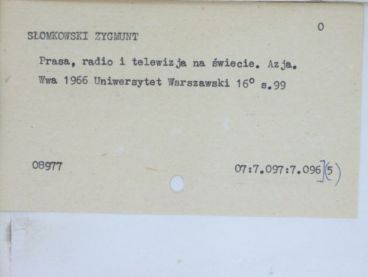 0
SŁOMKOWSKI ZYGMUNT
Prasa, radio i telewizja na świecie. Azja.
Wwa 1966 Uniwersytet Warszawski 16° s.99
08977 07:7.097:7.096](5)